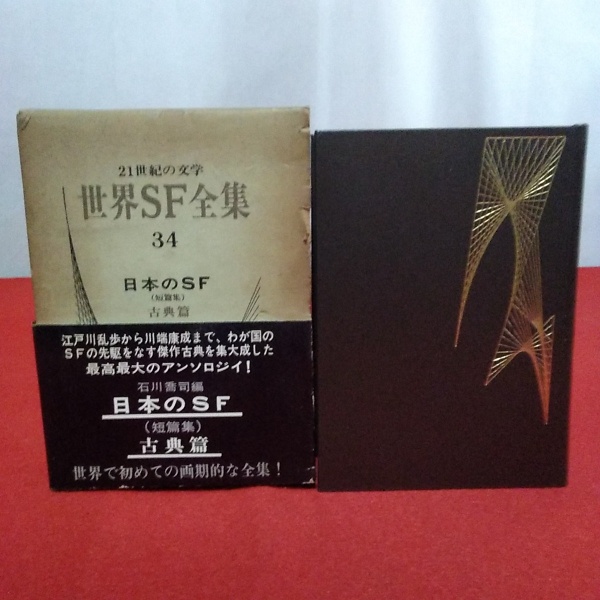 21世紀の文学
世界SF全集
34
日本のSF
(短篇集)
古典篇
江戸川乱歩から川端康成まで、わが国の
SFの先駆をなす傑作古典を集大成した
最高最大のアンソロジイ!
石川喬司編
日本のSF
(短篇集)
古典篇
世界で初めての画期的な全集!